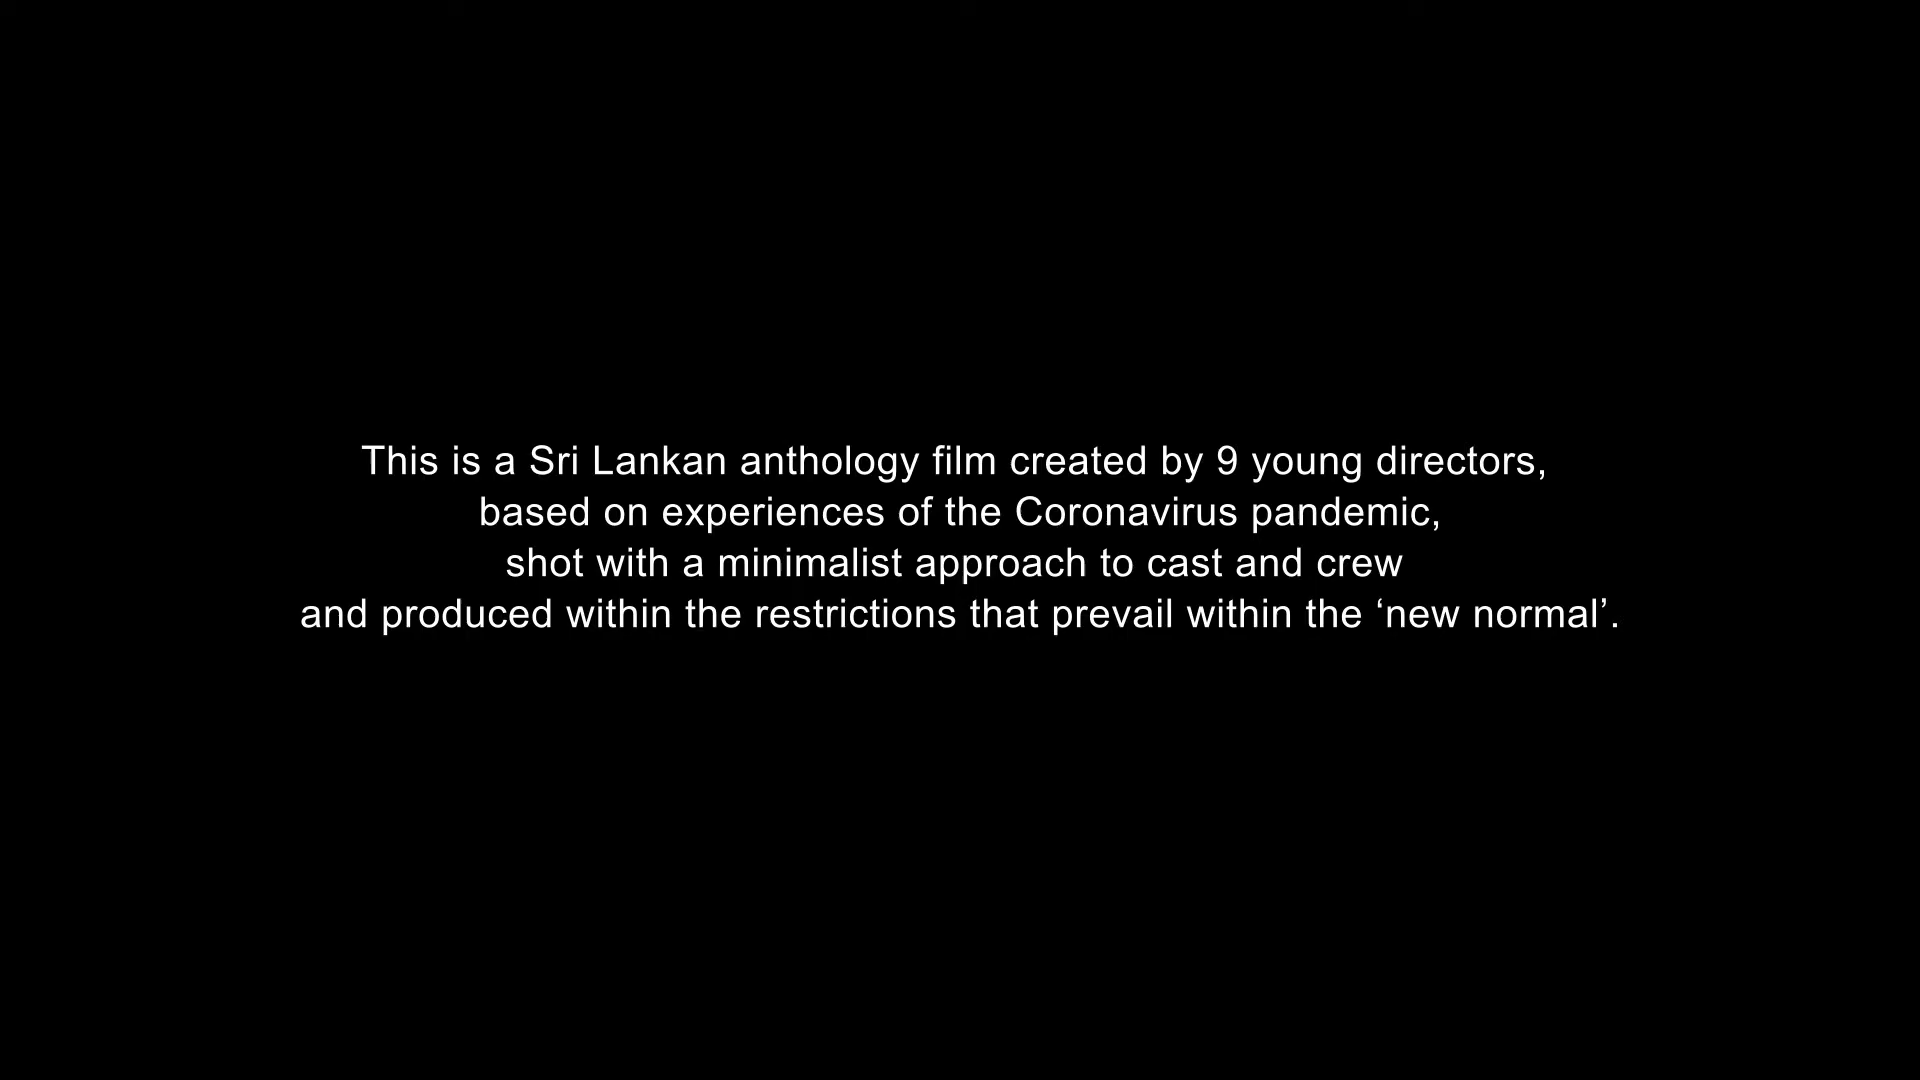 This is a Sri Lankan anthology film created by 9 young directors,
based on experiences of the Coronavirus pandemic,
shot with a minimalist approach to cast and crew
and produced within the restrictions that prevail within the ‘new normal’.